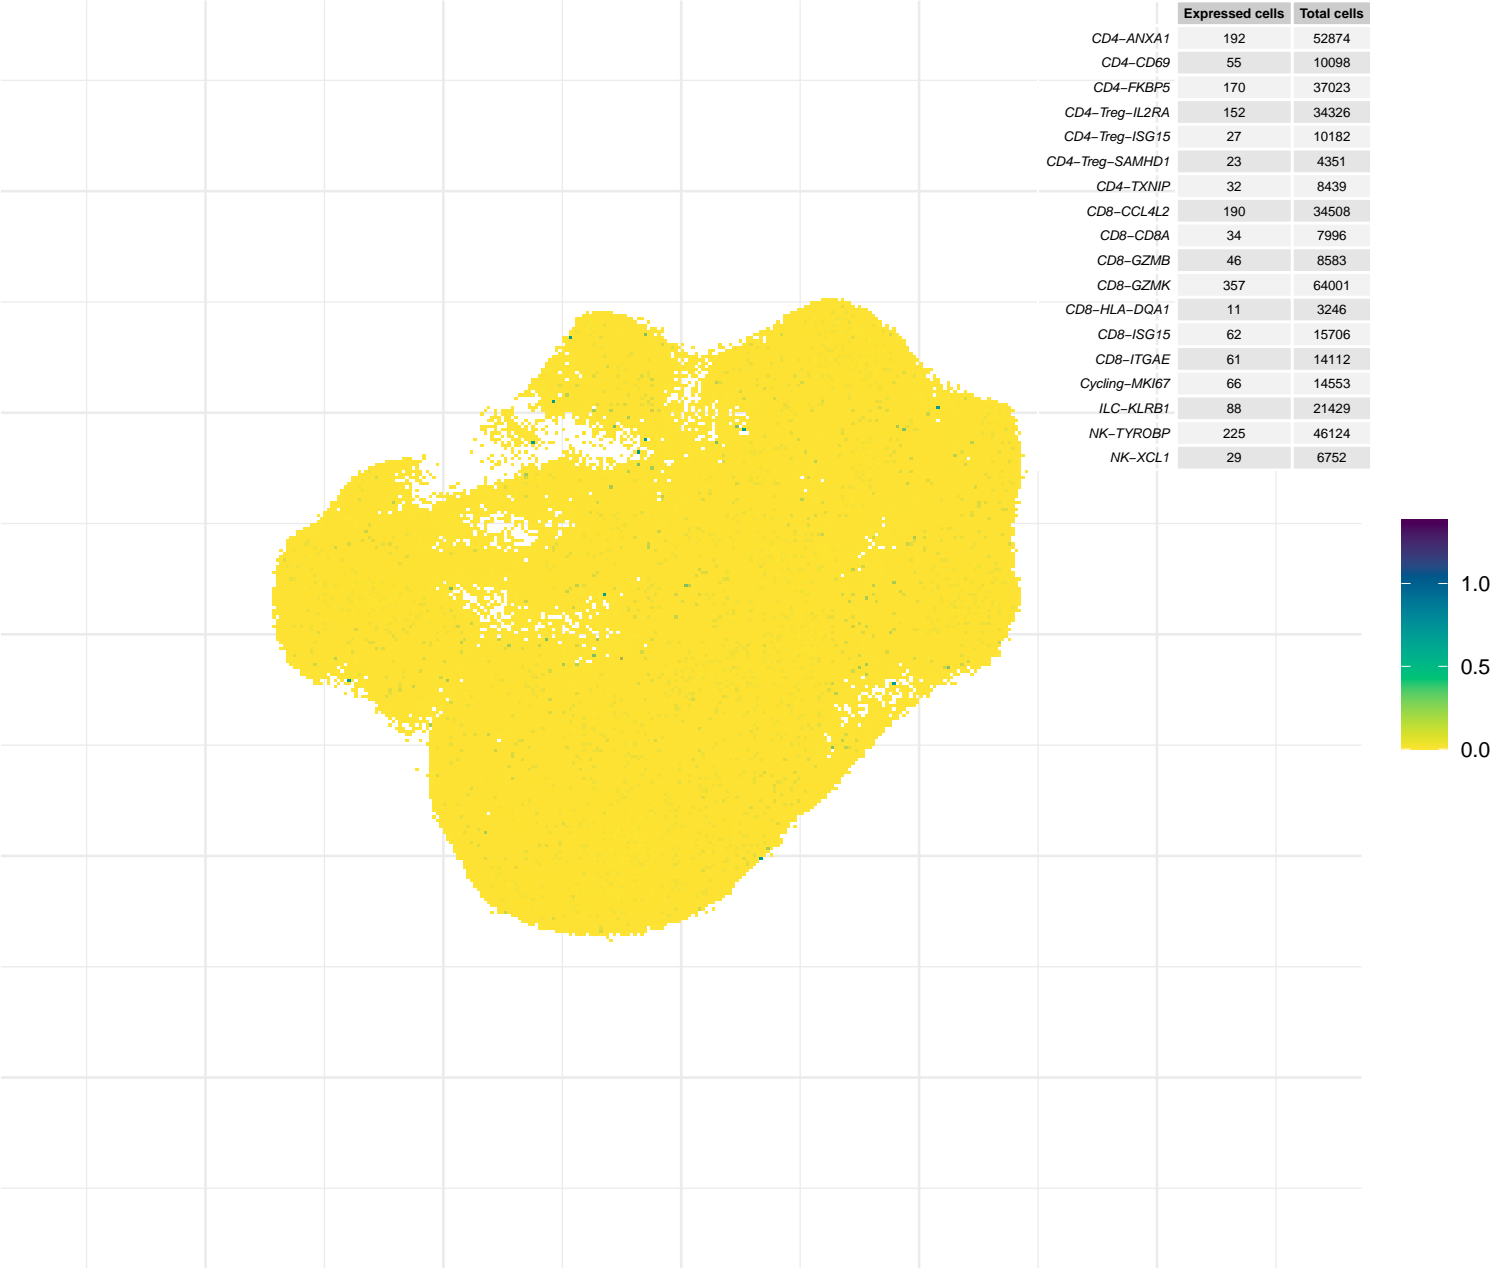 Expressed cells Total cells
CD4−ANXA1 192 52874
CD4−CD69 55 10098
CD4−FKBP5 170 37023
CD4−Treg−IL2RA 152 34326
CD4−Treg−ISG15 27 10182
CD4−Treg−SAMHD1 23 4351
CD4−TXNIP 32 8439
CD8−CCL4L2 190 34508
CD8−CD8A 34 7996
CD8−GZMB 46 8583
CD8−GZMK 357 64001
CD8−HLA−DQA1 11 3246
CD8−ISG15 62 15706
CD8−ITGAE 61 14112
Cycling−MKI67 66 14553
ILC−KLRB1 88 21429
NK−TYROBP 225 46124
NK−XCL1 29 6752
1.0
0.5
0.0